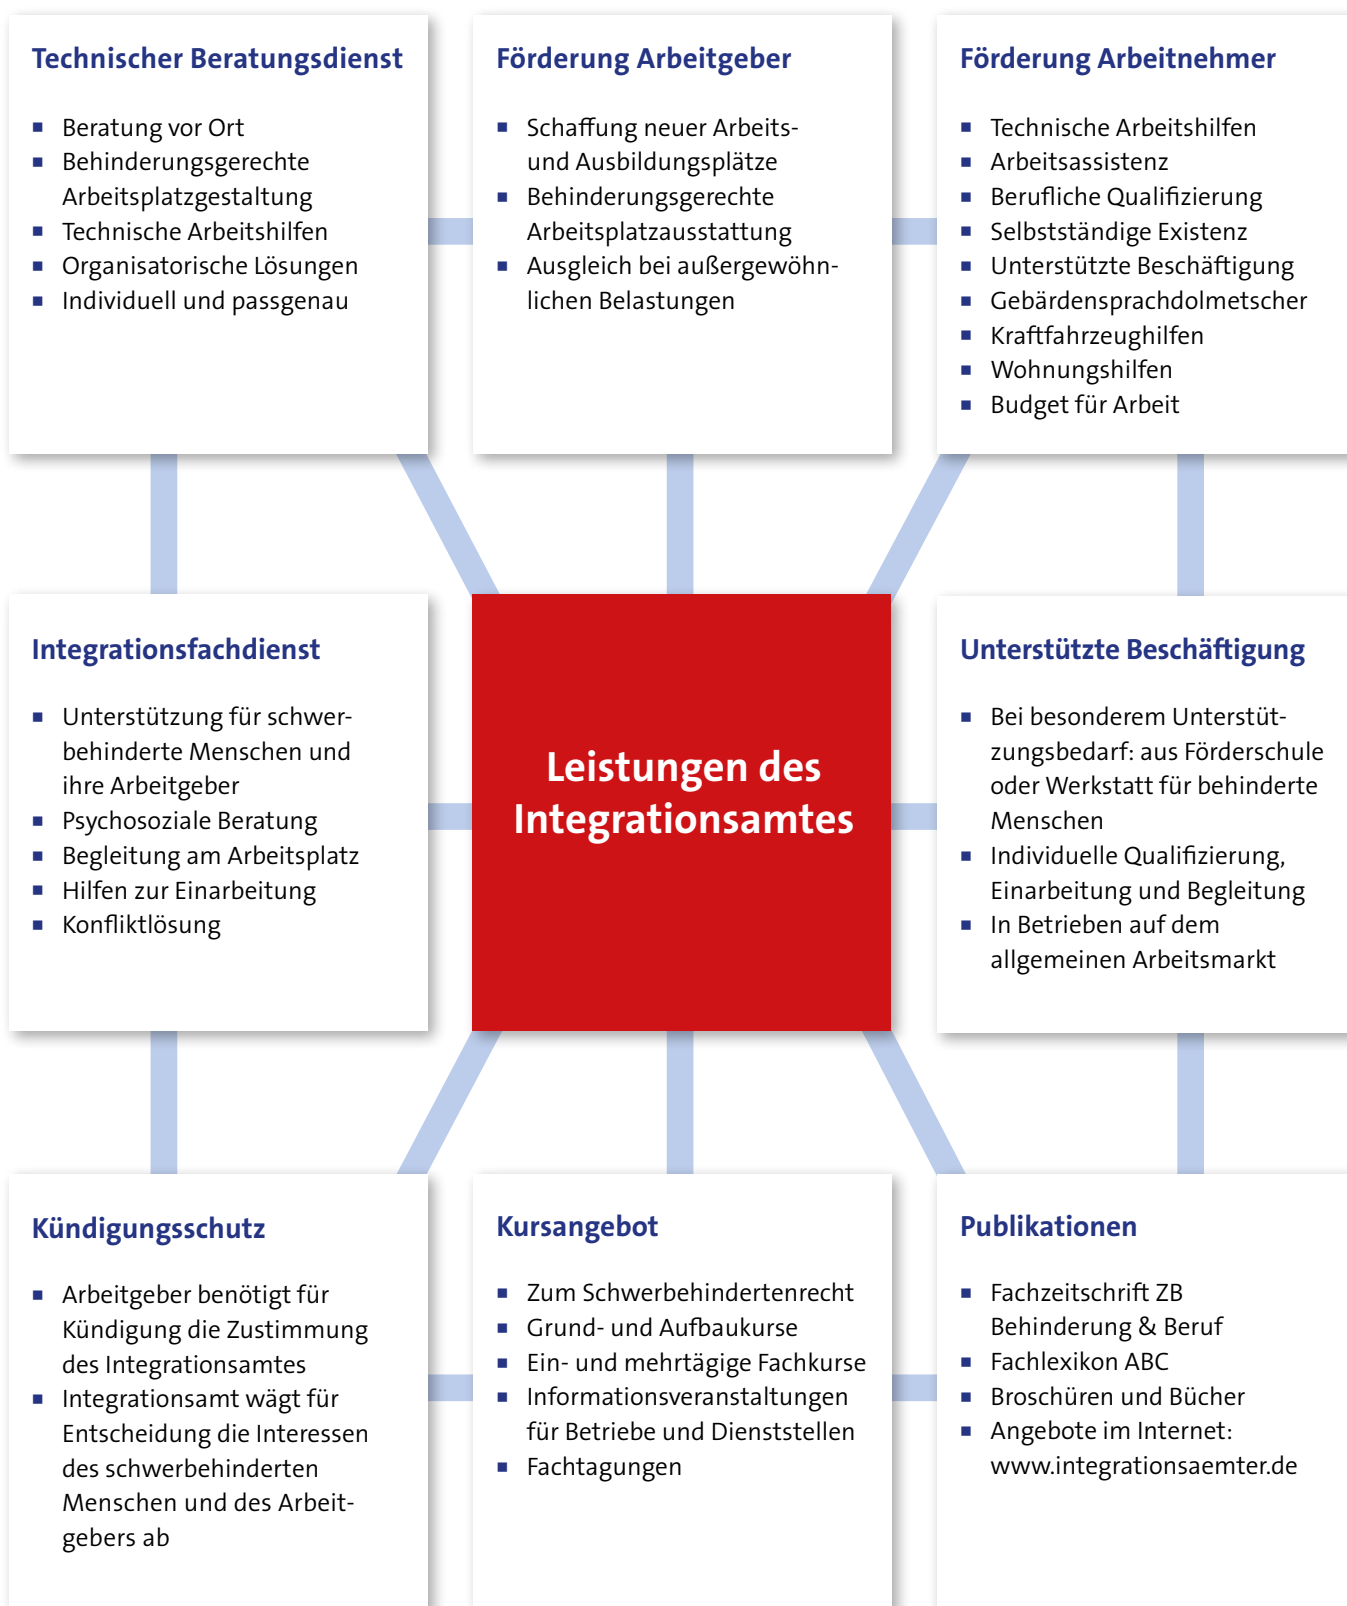 Technischer Beratungsdienst
Beratung vor Ort
Behinderungsgerechte
Arbeitsplatzgestaltung
Technische Arbeitshilfen
Organisatorische Lösungen
Individuell und passgenau
Förderung Arbeitgeber
Schaffung neuer Arbeits-
und Ausbildungsplätze
Behinderungsgerechte
Arbeitsplatzausstattung
Ausgleich bei außergewöhn-
lichen Belastungen
Förderung Arbeitnehmer
Technische Arbeitshilfen
Arbeitsassistenz
Berufliche Qualifizierung
Selbstständige Existenz
Unterstützte Beschäftigung
Gebärdensprachdolmetscher
Kraftfahrzeughilfen
Wohnungshilfen
Budget für Arbeit
Integrationsfachdienst
Unterstützung für schwer-
behinderte Menschen und
ihre Arbeitgeber
Psychosoziale Beratung
Begleitung am Arbeitsplatz
Hilfen zur Einarbeitung
Konfliktlösung
Leistungen des
Integrationsamtes
Unterstützte Beschäftigung
Bei besonderem Unterstüt-
zungsbedarf: aus Förderschule
oder Werkstatt für behinderte
Menschen
Individuelle Qualifizierung,
Einarbeitung und Begleitung
In Betrieben auf dem
allgemeinen Arbeitsmarkt
Kündigungsschutz
Arbeitgeber benötigt für
Kündigung die Zustimmung
des Integrationsamtes
Integrationsamt wägt für
Entscheidung die Interessen
des schwerbehinderten
Menschen und des Arbeit-
gebers ab
Kursangebot
Zum Schwerbehindertenrecht
Grund- und Aufbaukurse
Ein- und mehrtägige Fachkurse
Informationsveranstaltungen
für Betriebe und Dienststellen
Fachtagungen
Publikationen
Fachzeitschrift ZB
Behinderung & Beruf
Fachlexikon ABC
Broschüren und Bücher
Angebote im Internet:
www.integrationsaemter.de